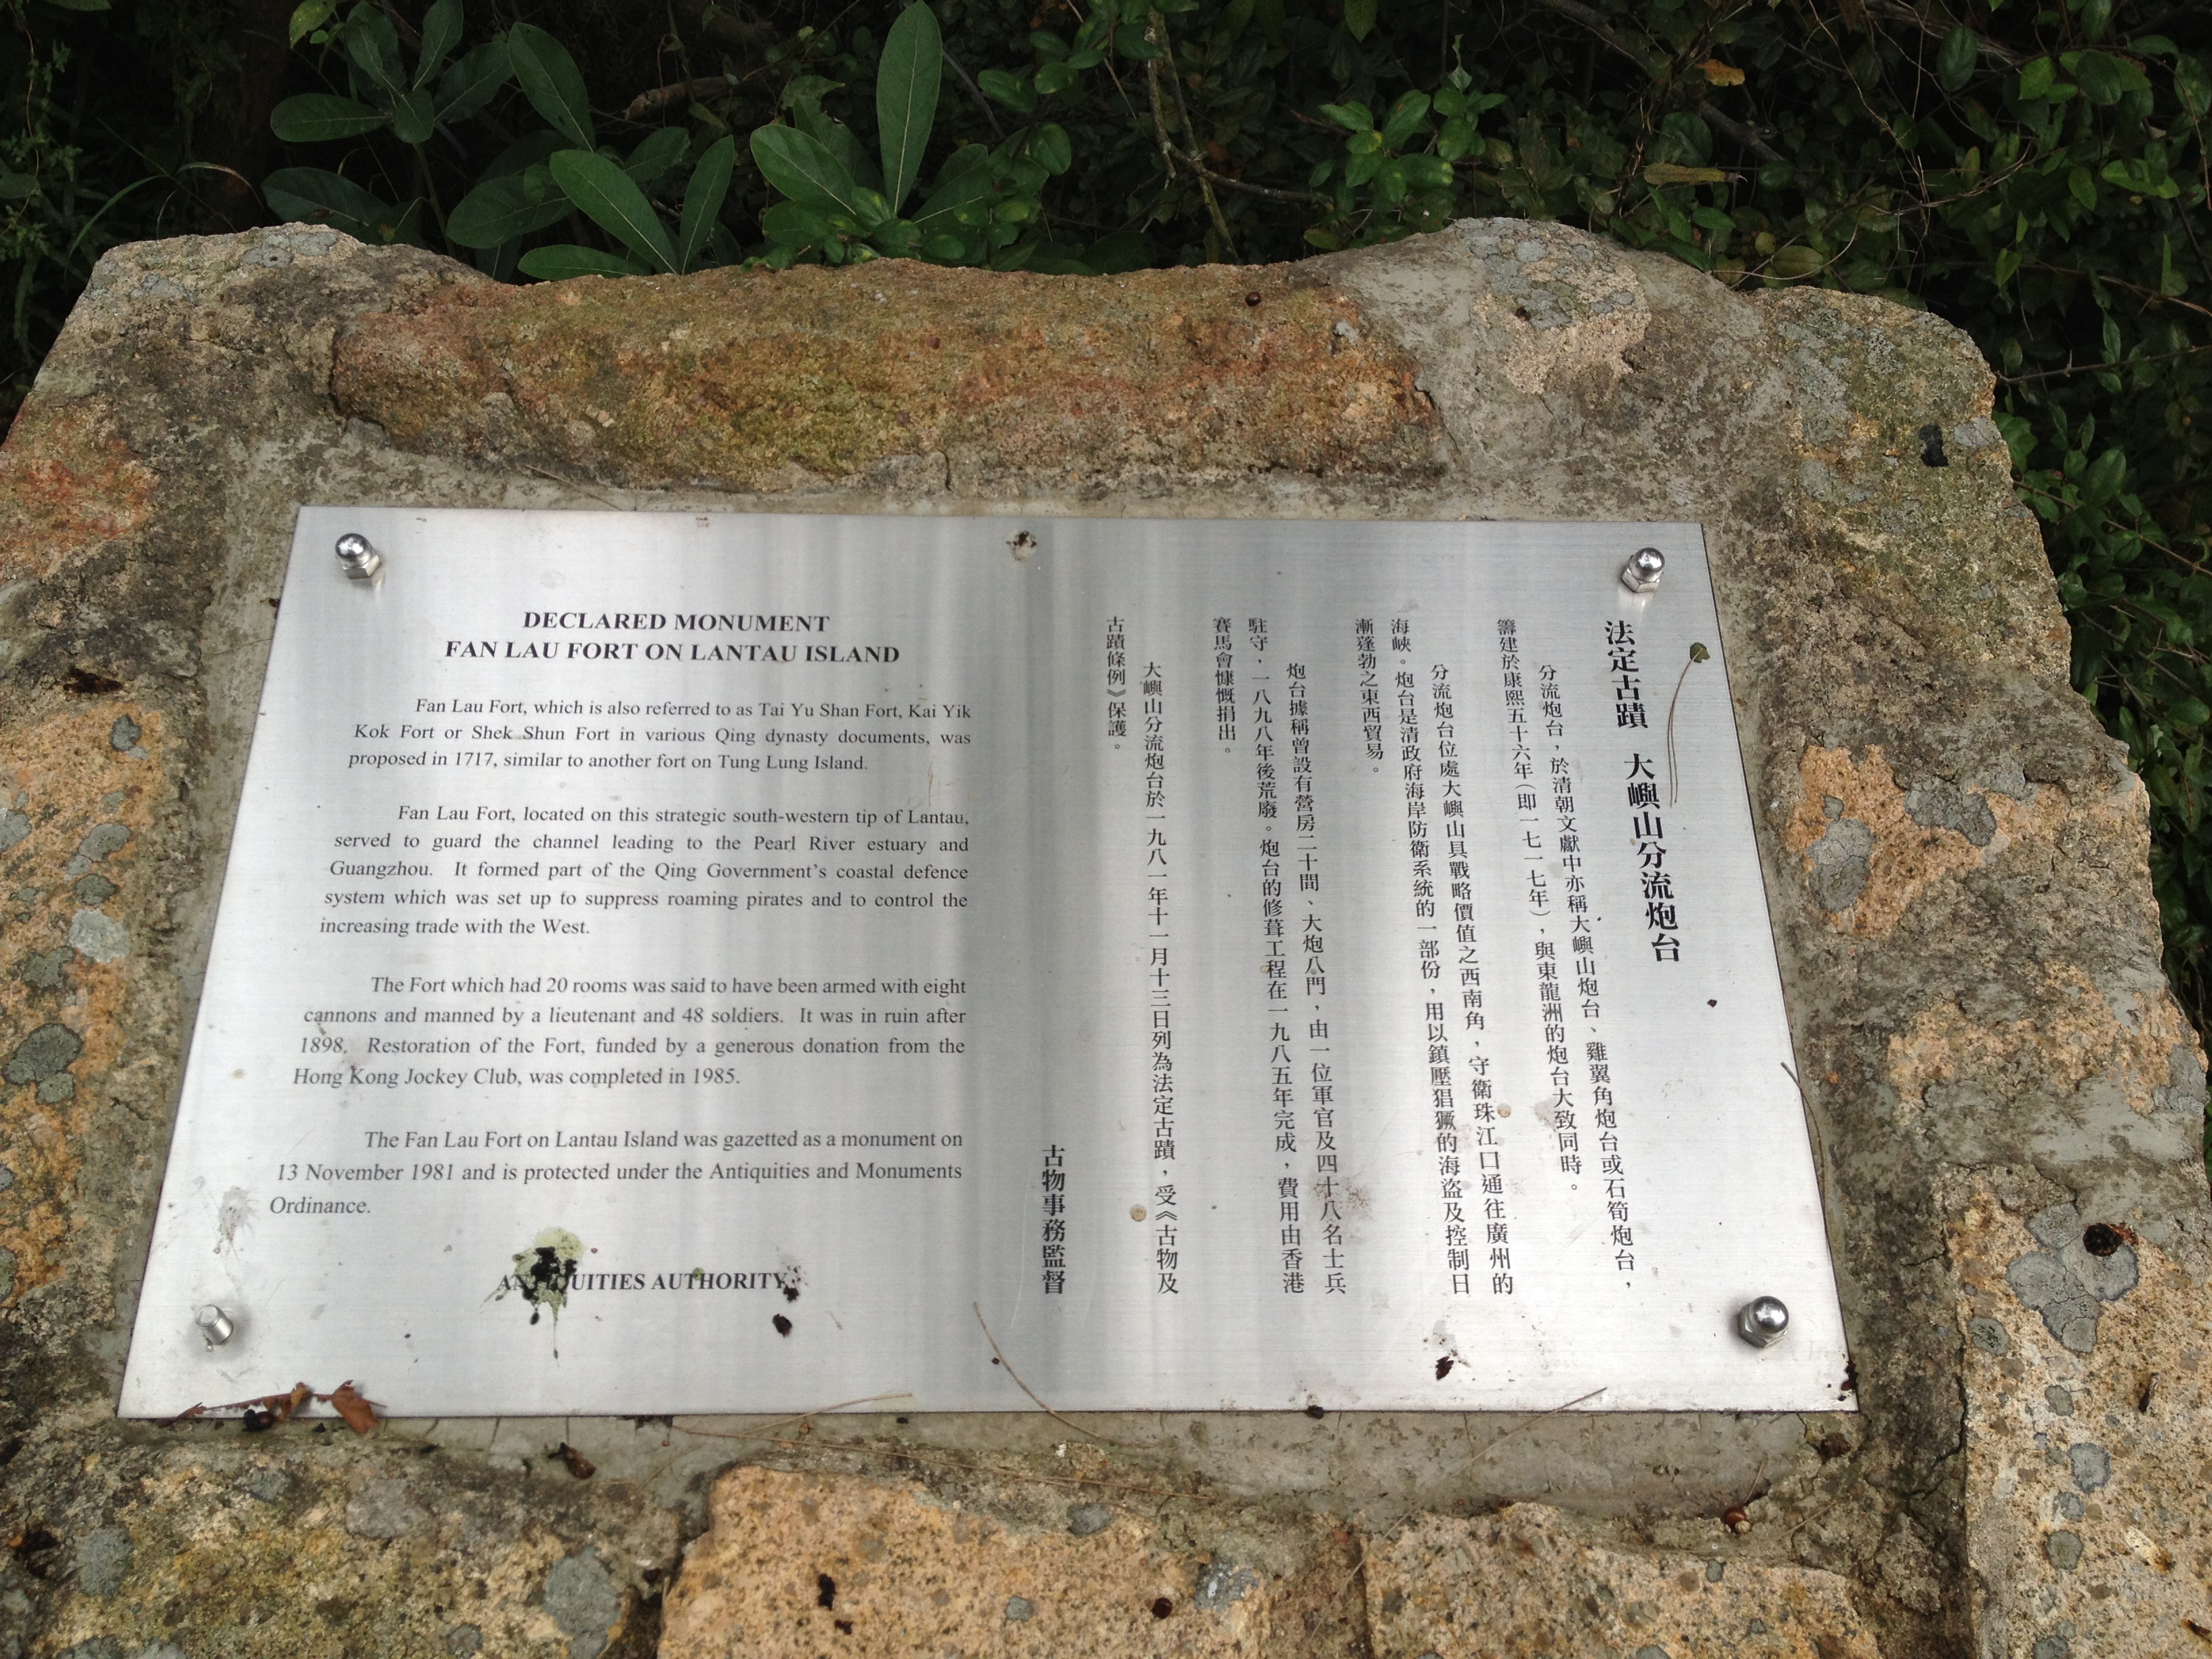 DECLARED MONUMENT
FAN LAU FORT ON LANTAU ISLAND
Fan Lau Fort, which is also referred to as Tai Yu Shan Fort, Kai Yik
Kok Fort or Shek Shun Fort in various Qing dynasty documents, was
proposed in 1717, similar to another fort on Tung Lung Island.
Fan Lau Fort, located on this strategic south-western tip of Lantau,
served to guard the channel leading to the Pearl River estuary and
Guangzhou. It formed part of the Qing Government's coastal defence
system which was set up to suppress roaming pirates and to control the
increasing trade with the West.
The Fort which had 20 rooms was said to have been armed with eight
cannons and manned by a lieutenant and 48 soldiers. It was in ruin after
1898. Restoration of the Fort, funded by a generous donation from the
Hong Kong Jockey Club, was completed in 1985.
The Fan Lau Fort on Lantau Island was gazetted as a monument on
13 November 1981 and is protected under the Antiquities and Monuments
Ordinance.
ANTIQUITIES AUTHORITY
法定古蹟 大嶼山分流炮台
分流炮台，於清朝文獻中亦稱大嶼山炮台、雞翼角炮台或石筍炮台，
籌建於康熙五十六年（即一七一七年），與東龍洲的炮台大致同時。
分流炮台位處大嶼山具戰略價值之西南角，守衛珠江口通往廣州的
海峽。炮台是清政府海岸防衛系統的一部份，用以鎮壓猖獗的海盜及控制日
漸蓬勃之東西貿易。
炮台據稱曾設有營房二十間、大炮八門，由一位軍官及四十八名士兵
駐守，一八九八年後荒廢。炮台的修葺工程在一九八五年完成，費用由香港
賽馬會慷慨捐出。
大嶼山分流炮台於一九八一年十一月十三日列為法定古蹟，受《古物及
古蹟條例》保護。
古物事務監督